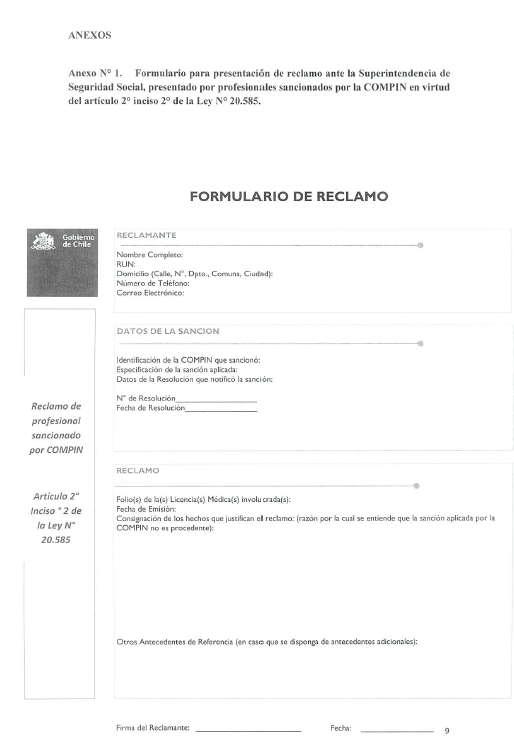 ANEXOS
Anexo N° 1. Formulario para presentación de reclamo ante la Superintendencia de
Seguridad Social, presentado por profesionales sancionados por la COMPIN en virtud
del artículo 2° inciso 2° de la Ley N° 20.585.
FORMULARIO DE RECLAMO
Gobierno
de Chile
RECLAMANTE
Nombre Completo:
RUN:
Domicilio (Calle, N°, Dpto., Comuna, Ciudad):
Número de Teléfono:
Correo Electrónico:
DATOS DE LA SANCION
Identificación de la COMPIN que sancionó:
Especificación de la sanción aplicada:
Datos de la Resolución que notificó la sanción:
N° de Resolución
Fecha de Resolución
Reclamo de
profesional
sancionado
por COMPIN
Artículo 2°
Inciso °2 de
la Ley N°
20.585
RECLAMO
Folio(s) de la(s) Licencia(s) Médica(s) involucrada(s):
Fecha de Emisión:
Consignación de los hechos que justifican el reclamo: (razón por la cual se entiende que la sanción aplicada por la
COMPIN no es procedente):
Otros Antecedentes de Referencia (en caso que se disponga de antecedentes adicionales):
Firma del Reclamante: Fecha:
9